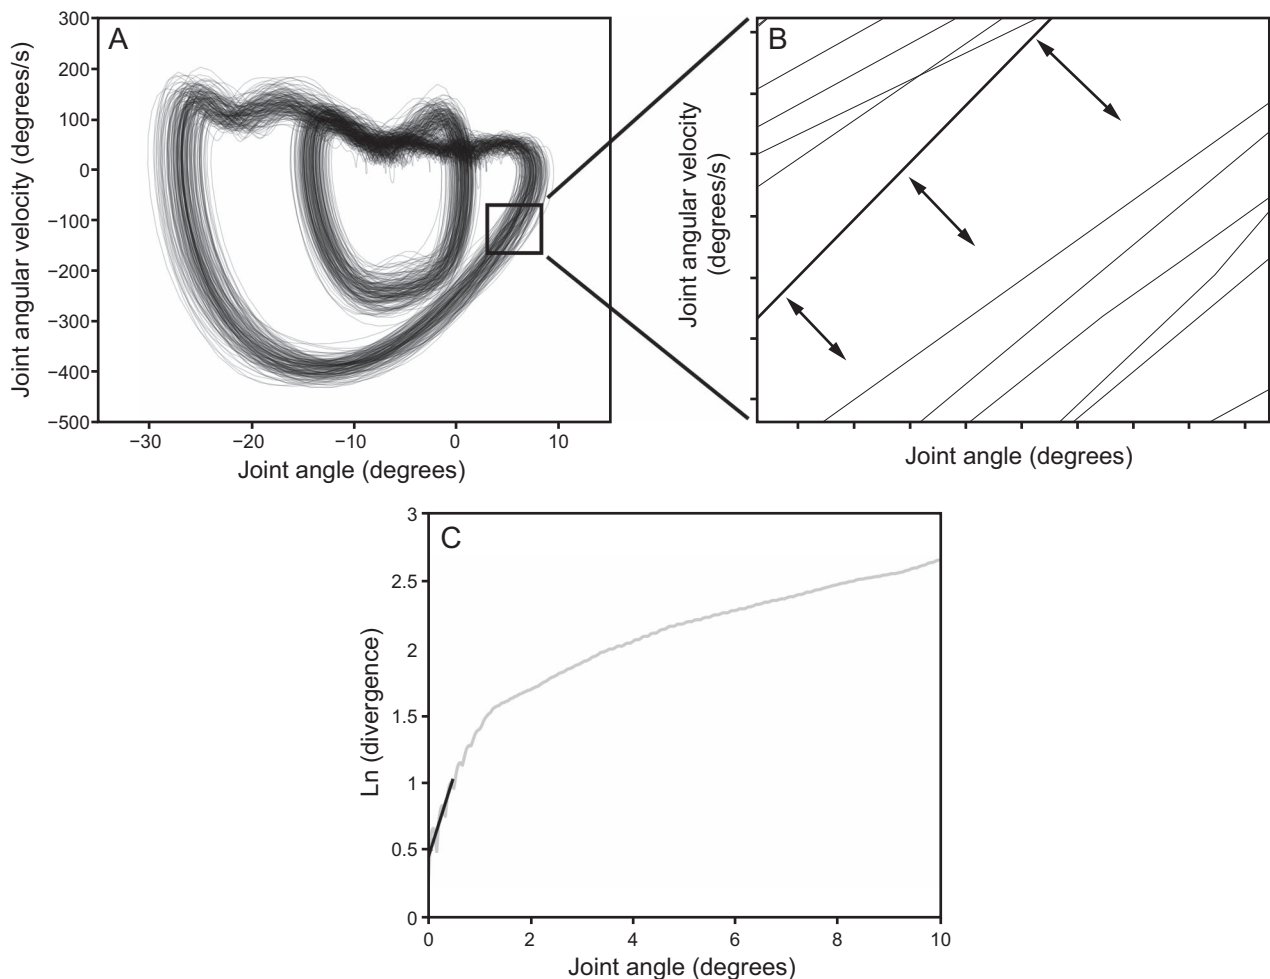 A
Joint angular velocity (degrees/s)
300
200
100
0
−100
−200
−300
−400
−500
−30
−20
−10
0
10
Joint angle (degrees)
B
Joint angular velocity
(degrees/s)
Joint angle (degrees)
C
Ln (divergence)
3
2.5
2
1.5
1
0.5
0
0
2
4
6
8
10
Joint angle (degrees)